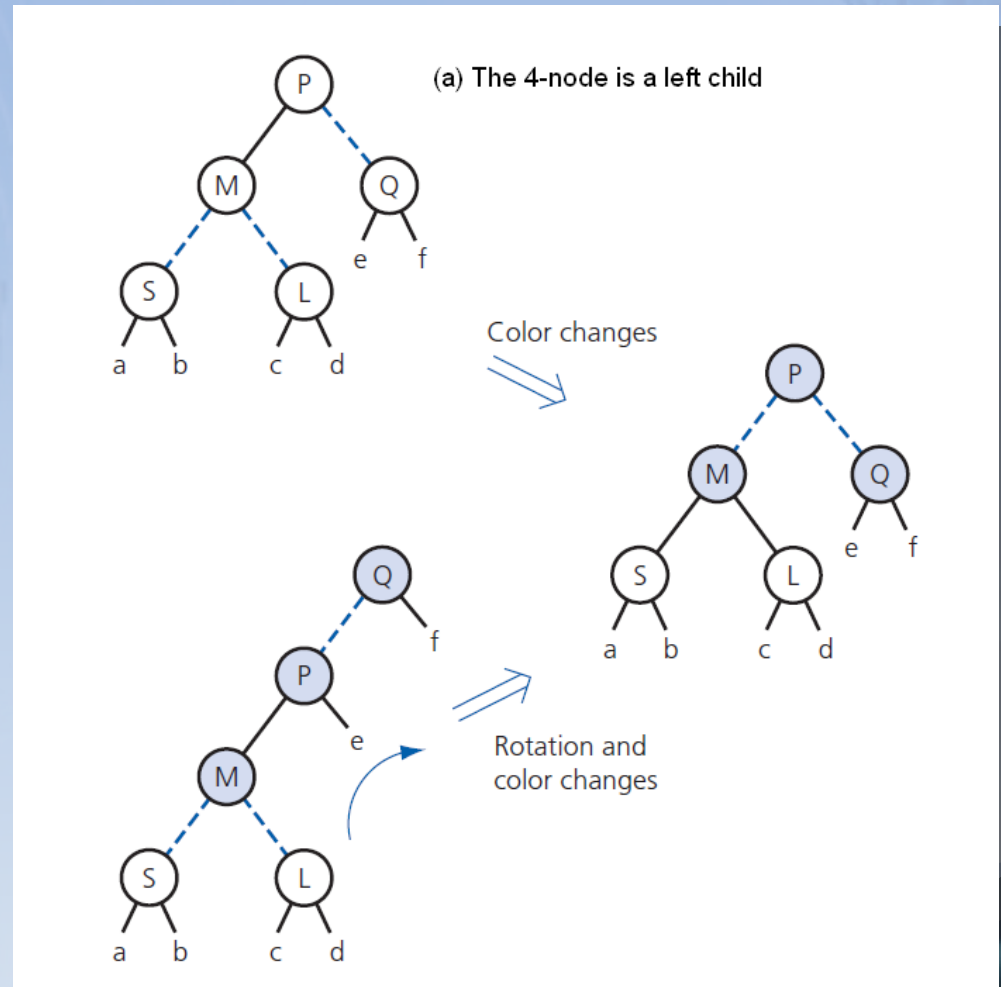 P
(a) The 4-node is a left child
M
Q
e f
S
L
a b c d
Color changes
P
M
Q
e f
S
L
a b c d
Q
f
P
e
M
Rotation and
color changes
S
L
a b c d